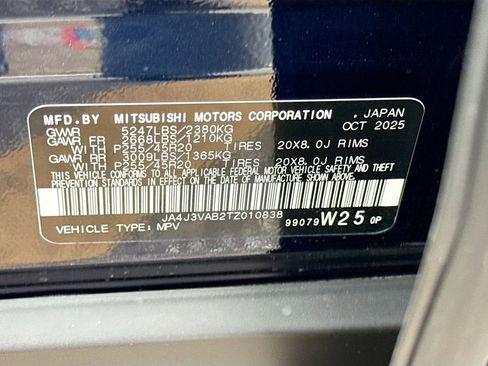 MFD.BY MITSUBISHI MOTORS CORPORATION , JAPAN
GVWR 5247LBS/2380KG OCT 2025
GAWR FR 2668LBS/1210KG
WITH P255/45R20 TIRES 20X8.0J RIMS
GAWR RR 3009LBS/1365KG
WITH P255/45R20 TIRES 20X8.0J RIMS
THIS VEHICLE CONFORMS TO ALL APPLICABLE FEDERAL MOTOR
VEHICLE SAFETY STANDARDS IN EFFECT ON THE DATE OF
MANUFACTURE SHOWN ABOVE.
JA4J3VAB2TZ010838
VEHICLE TYPE: MPV 99079 W25 0P